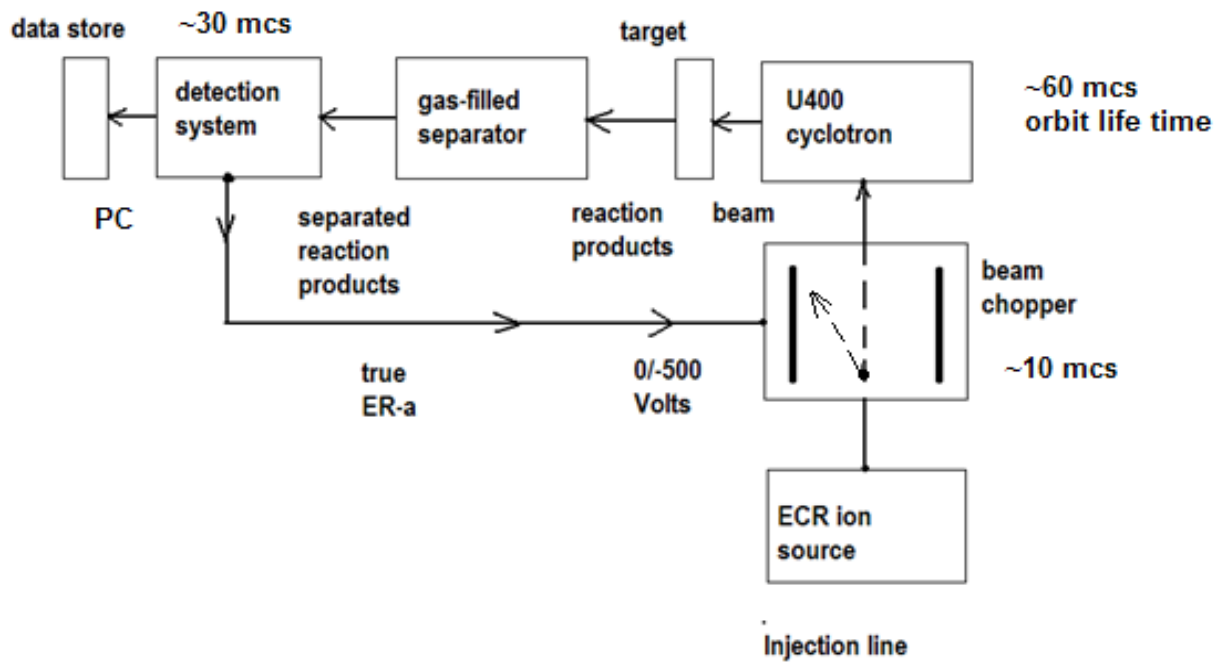 data store
~30 mcs
target
detection
system
gas-filled
separator
U400
cyclotron
~60 mcs
orbit life time
PC
separated
reaction
products
reaction
products
beam
beam
chopper
true
ER-a
0/-500
Volts
~10 mcs
ECR ion
source
Injection line